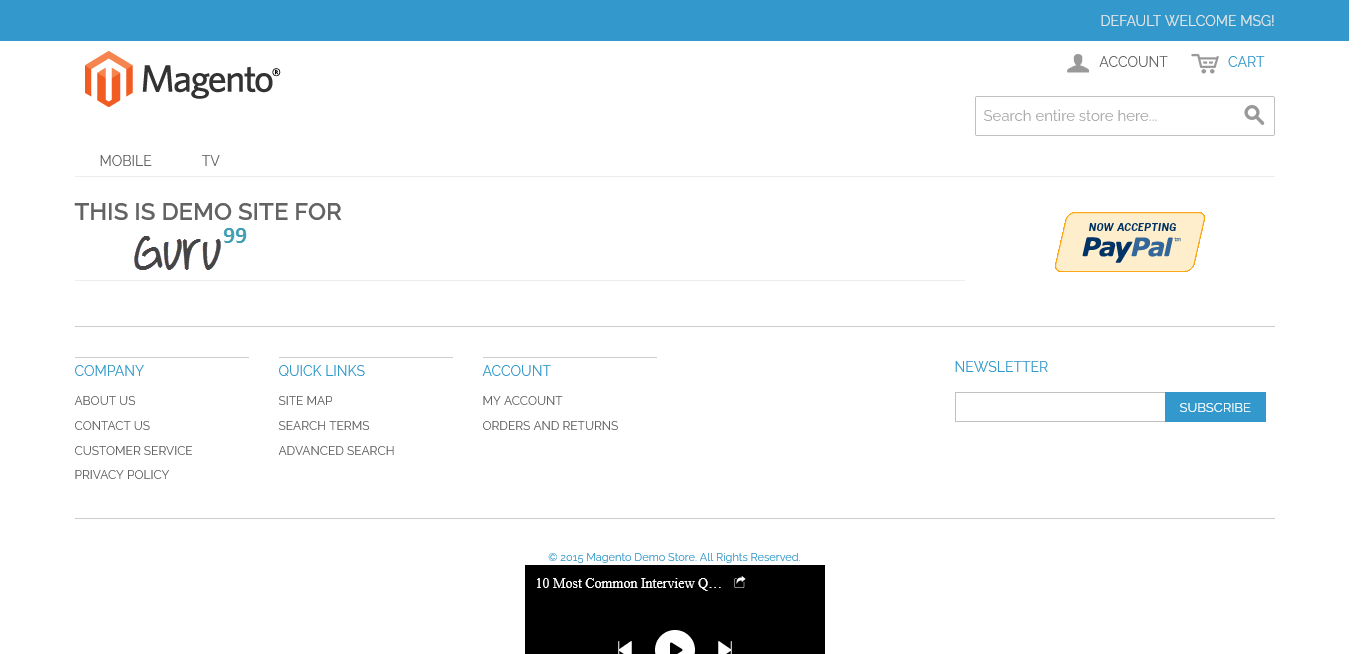 DEFAULT WELCOME MSG!
Magento®
ACCOUNT
CART
Search entire store here...
MOBILE
TV
THIS IS DEMO SITE FOR
Guru99
NOW ACCEPTING
PayPal™
COMPANY
ABOUT US
CONTACT US
CUSTOMER SERVICE
PRIVACY POLICY
QUICK LINKS
SITE MAP
SEARCH TERMS
ADVANCED SEARCH
ACCOUNT
MY ACCOUNT
ORDERS AND RETURNS
NEWSLETTER
SUBSCRIBE
© 2015 Magento Demo Store. All Rights Reserved.
10 Most Common Interview Q...